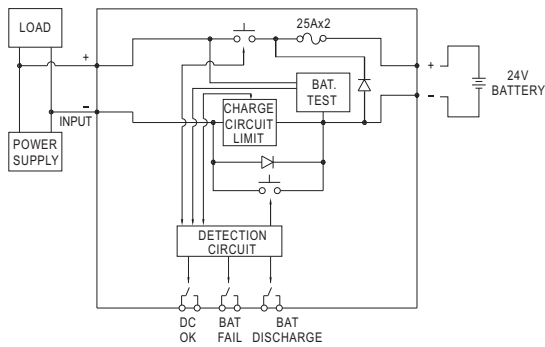 LOAD
25Ax2
+
+
BAT.
TEST
24V
BATTERY
–
–
INPUT
CHARGE
CIRCUIT
LIMIT
POWER
SUPPLY
DETECTION
CIRCUIT
DC
OK
BAT
FAIL
BAT
DISCHARGE